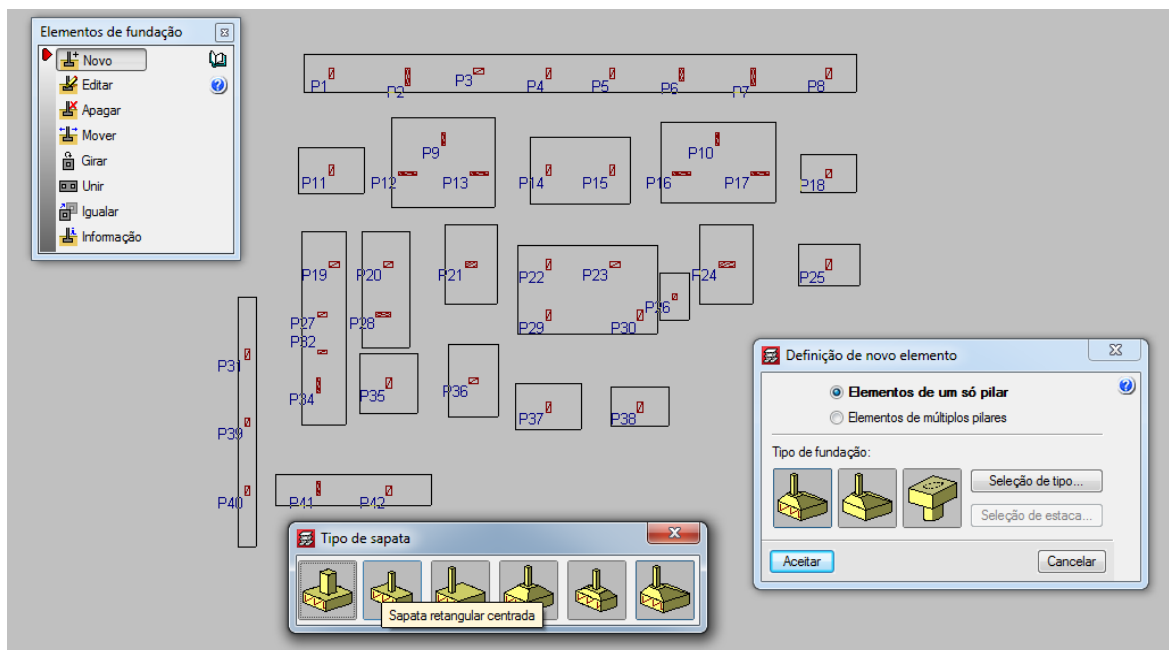 Elementos de fundação
Novo
Editar
Apagar
Mover
Girar
Unir
Igualar
Informação
P1 P2 P3 P4 P5 P6 P7 P8
P9 P10
P11 P12 P13 P14 P15 P16 P17 P18
P19 P20 P21 P22 P23 F24 P25
P26
P27 P28 P29 P30
P32
P31
P34 P35 P36 P37 P38
P39
P40 P41 P42
Definição de novo elemento
Elementos de um só pilar
Elementos de múltiplos pilares
Tipo de fundação:
Seleção de tipo...
Seleção de estaca...
Aceitar Cancelar
Tipo de sapata
Sapata retangular centrada